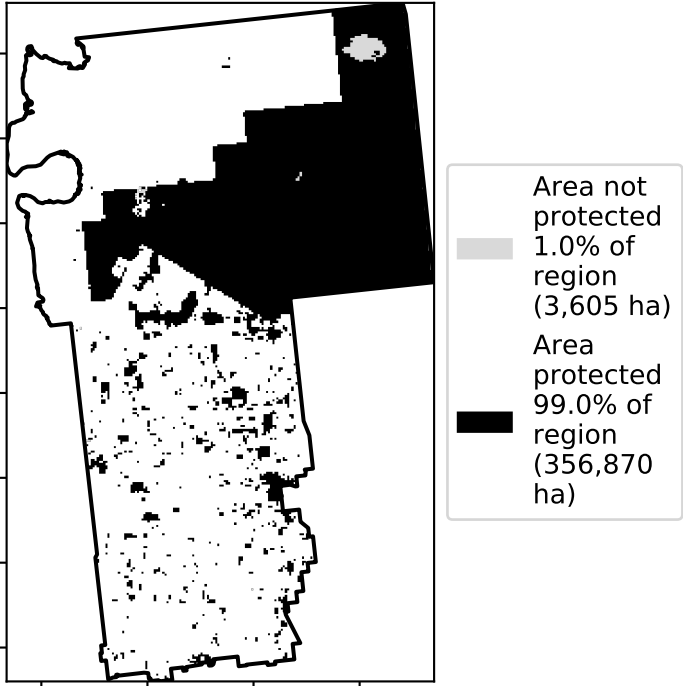 Area not
protected
1.0% of
region
(3,605 ha)
Area
protected
99.0% of
region
(356,870
ha)